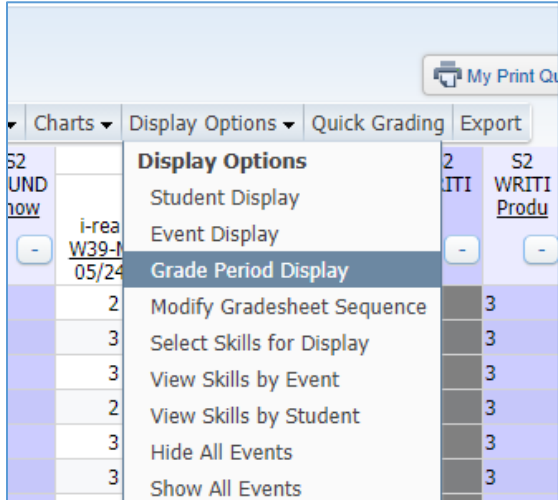 My Print Qu
Charts Display Options Quick Grading Export
S2 2 S2
UND Display Options ITI WRITI
now Student Display Produ
i-rea Event Display
- W39-M - -
05/24 Grade Period Display
2 Modify Gradesheet Sequence 3
3 Select Skills for Display 3
3 View Skills by Event 3
2 View Skills by Student 3
3 Hide All Events 3
3 Show All Events 3